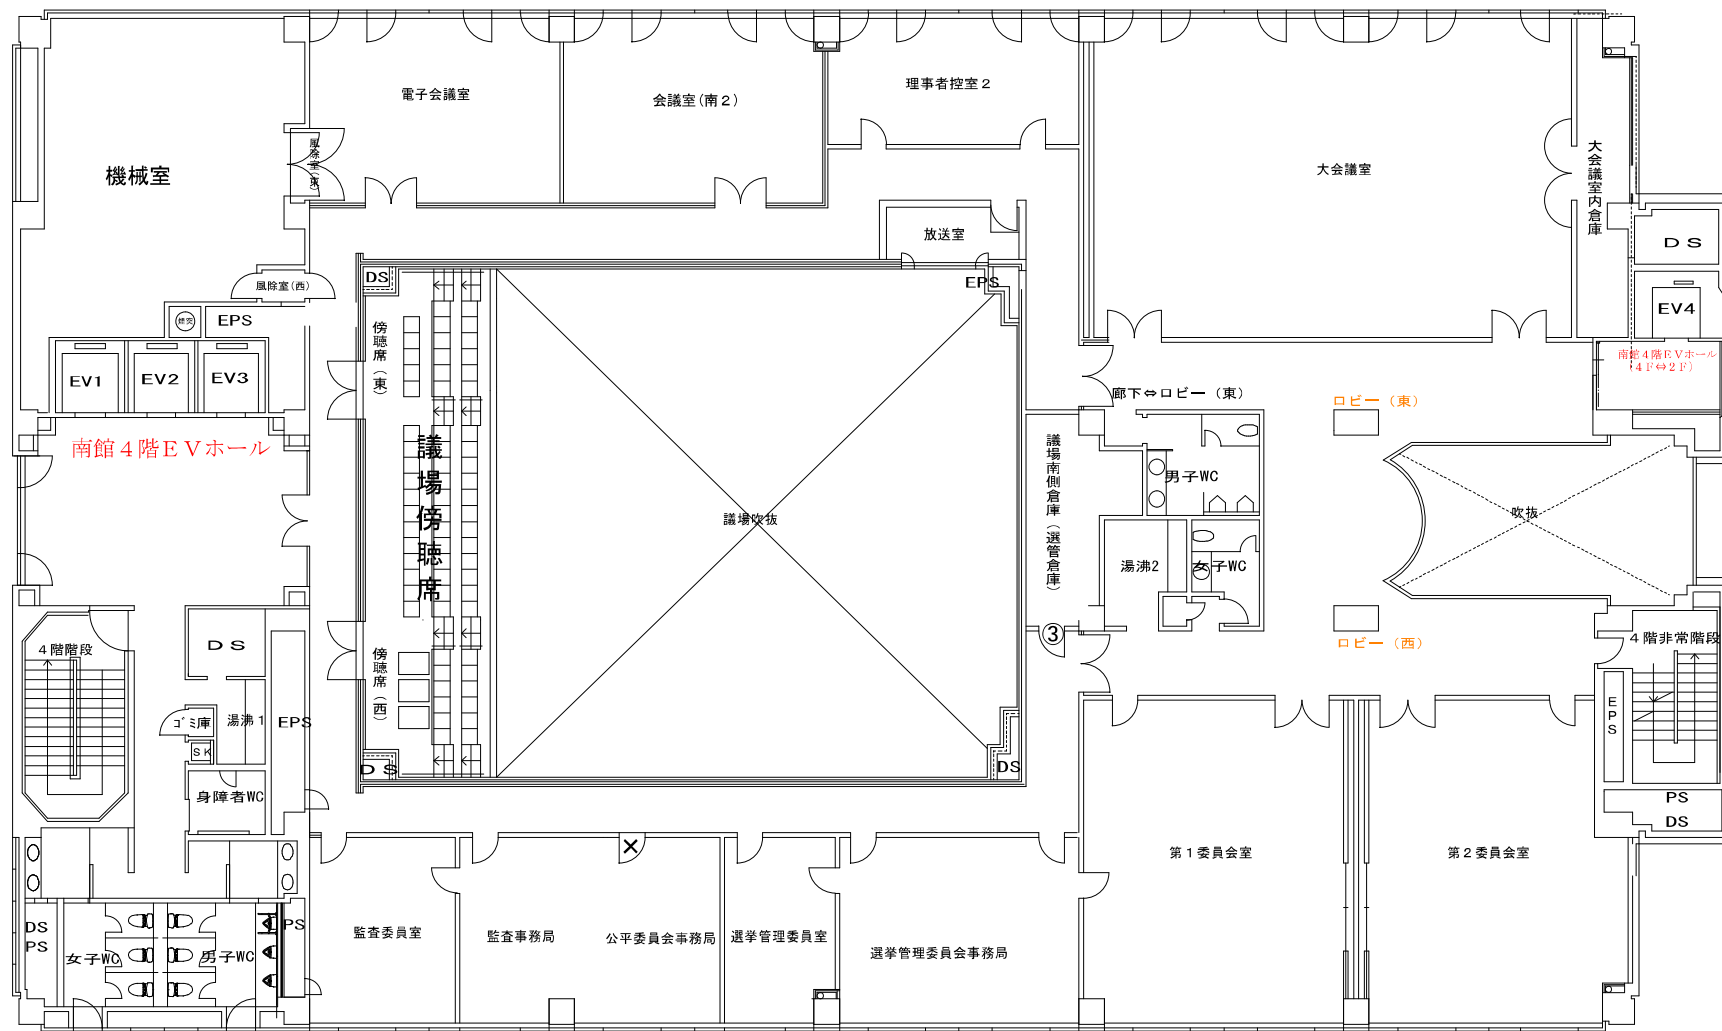 電子会議室
会議室(南2)
理事者控室2
大会議室
大会議室内倉庫
機械室
風除室(東)
放送室
DS
風除室(西)
DS
EPS
煙突
EPS
EV4
EV1
EV2
EV3
傍聴席(東)
南館4階EVホール
(4F⇔2F)
廊下⇔ロビー(東)
ロビー(東)
南館4階EVホール
議場傍聴席
議場南側倉庫(選管倉庫)
男子WC
議場吹抜
吹抜
湯沸2
女子WC
③
4階階段
DS
傍聴席(西)
ロビー(西)
4階非常階段
ゴミ庫
湯沸1
EPS
EPS
SK
DS
DS
身障者WC
PS
DS
×
第1委員会室
第2委員会室
DS
PS
女子WC
男子WC
PS
監査委員室
監査事務局
公平委員会事務局
選挙管理委員室
選挙管理委員会事務局